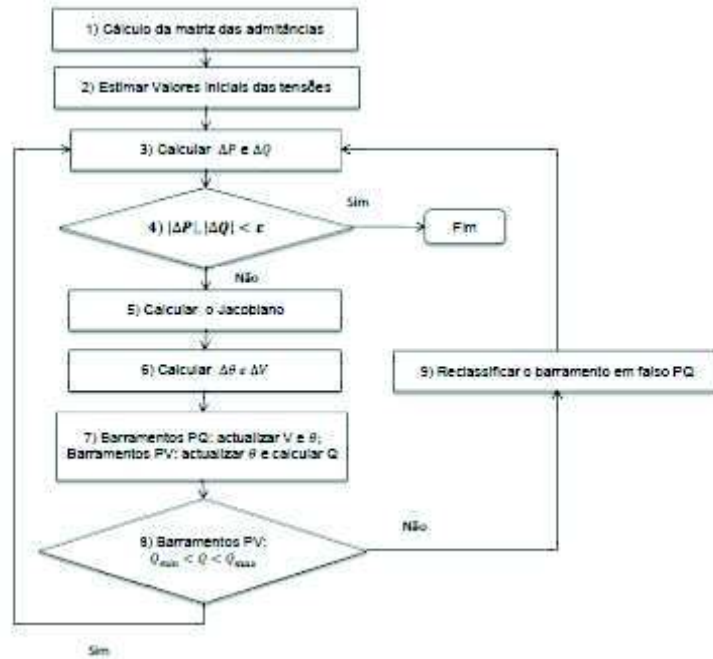 1) Cálculo da matriz das admitâncias
2) Estimar Valores Iniciais das tensões
3) Calcular ΔP e ΔQ
Sim
4) |ΔP|, |ΔQ| < ε
Fim
Não
5) Calcular o Jacobiano
6) Calcular Δθ e ΔV
9) Reclassificar o barramento em falso PQ
7) Barramentos PQ: actualizar V e θ;
Barramentos PV: actualizar θ e calcular Q
Não
8) Barramentos PV:
Qmin < Q < Qmax
Sim